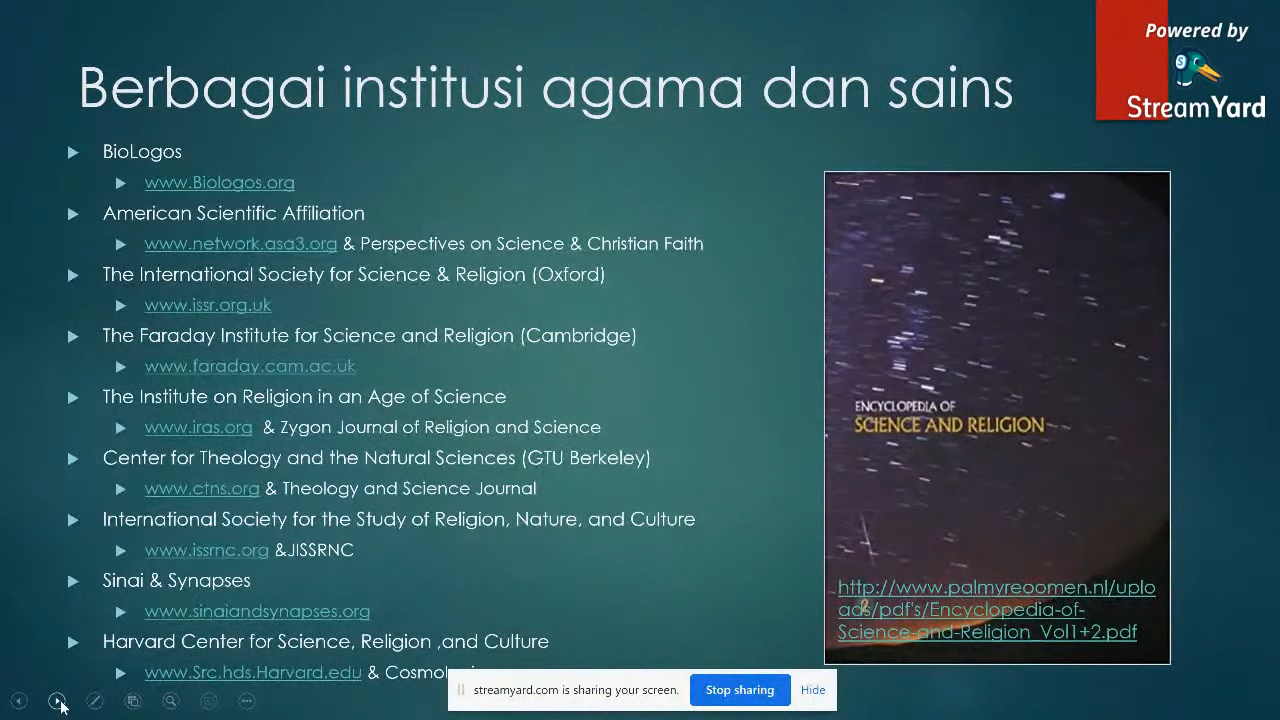 Powered by
StreamYard
Berbagai institusi agama dan sains
BioLogos
www.Biologos.org
American Scientific Affiliation
www.network.asa3.org & Perspectives on Science & Christian Faith
The International Society for Science & Religion (Oxford)
www.issr.org.uk
The Faraday Institute for Science and Religion (Cambridge)
www.faraday.cam.ac.uk
The Institute on Religion in an Age of Science
www.iras.org & Zygon Journal of Religion and Science
Center for Theology and the Natural Sciences (GTU Berkeley)
www.ctns.org & Theology and Science Journal
International Society for the Study of Religion, Nature, and Culture
www.issrnc.org &JISSRNC
Sinai & Synapses
www.sinaiandsynapses.org
Harvard Center for Science, Religion ,and Culture
www.Src.hds.Harvard.edu &
ENCYCLOPEDIA OF
SCIENCE AND RELIGION
http://www.palmyreoomen.nl/uplo
ads/pdf's/Encyclopedia-of-
Science-and-Religion_Vol1+2.pdf
streamyard.com is sharing your screen.
Stop sharing
Hide